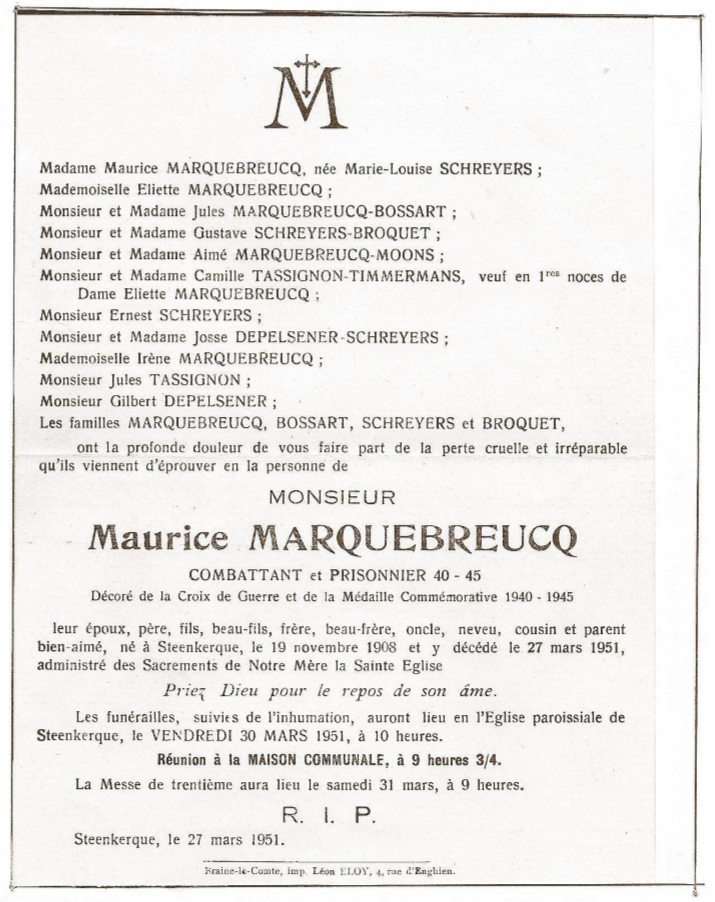 M
Madame Maurice MARQUEBREUCQ, née Marie-Louise SCHREYERS ;
Mademoiselle Eliette MARQUEBREUCQ ;
Monsieur et Madame Jules MARQUEBREUCQ-BOSSART ;
Monsieur et Madame Gustave SCHREYERS-BROQUET ;
Monsieur et Madame Aimé MARQUEBREUCQ-MOONS ;
Monsieur et Madame Camille TASSIGNON-TIMMERMANS, veuf en 1res noces de
Dame Eliette MARQUEBREUCQ ;
Monsieur Ernest SCHREYERS ;
Monsieur et Madame Josse DEPELSENER-SCHREYERS ;
Mademoiselle Irène MARQUEBREUCQ ;
Monsieur Jules TASSIGNON ;
Monsieur Gilbert DEPELSENER ;
Les familles MARQUEBREUCQ, BOSSART, SCHREYERS et BROQUET,
ont la profonde douleur de vous faire part de la perte cruelle et irréparable
qu'ils viennent d'éprouver en la personne de
MONSIEUR
Maurice MARQUEBREUCQ
COMBATTANT et PRISONNIER 40 - 45
Décoré de la Croix de Guerre et de la Médaille Commémorative 1940 - 1945
leur époux, père, fils, beau-fils, frère, beau-frère, oncle, neveu, cousin et parent
bien-aimé, né à Steenkerque, le 19 novembre 1908 et y décédé le 27 mars 1951,
administré des Sacrements de Notre Mère la Sainte Eglise
Priez Dieu pour le repos de son âme.
Les funérailles, suivies de l'inhumation, auront lieu en l'Eglise paroissiale de
Steenkerque, le VENDREDI 30 MARS 1951, à 10 heures.
Réunion à la MAISON COMMUNALE, à 9 heures 3/4.
La Messe de trentième aura lieu le samedi 31 mars, à 9 heures.
R. I. P.
Steenkerque, le 27 mars 1951.
Braine-le-Comte, imp. Léon ELOY, 4, rue d'Enghien.